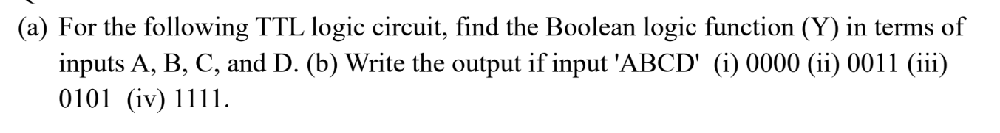 (a) For the following TTL logic circuit, find the Boolean logic function (Y) in terms of
inputs A, B, C, and D. (b) Write the output if input 'ABCD' (i) 0000 (ii) 0011 (iii)
0101 (iv) 1111.